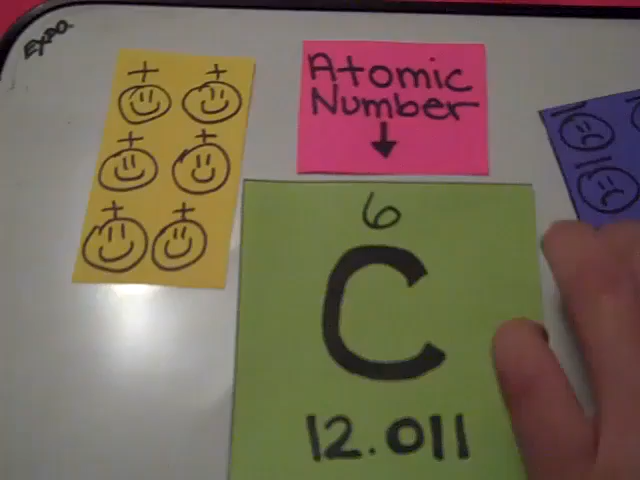 EXPO
Atomic
Number
+ +
+ +
+ +
6
C
12.011